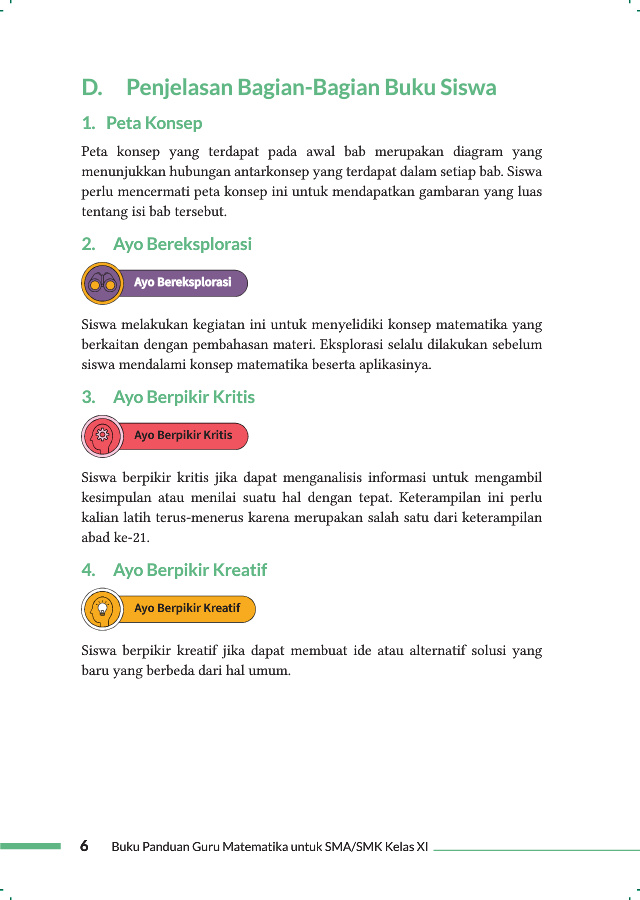 D. Penjelasan Bagian-Bagian Buku Siswa
1. Peta Konsep
Peta konsep yang terdapat pada awal bab merupakan diagram yang
menunjukkan hubungan antarkonsep yang terdapat dalam setiap bab. Siswa
perlu mencermati peta konsep ini untuk mendapatkan gambaran yang luas
tentang isi bab tersebut.
2. Ayo Bereksplorasi
Ayo Bereksplorasi
Siswa melakukan kegiatan ini untuk menyelidiki konsep matematika yang
berkaitan dengan pembahasan materi. Eksplorasi selalu dilakukan sebelum
siswa mendalami konsep matematika beserta aplikasinya.
3. Ayo Berpikir Kritis
Ayo Berpikir Kritis
Siswa berpikir kritis jika dapat menganalisis informasi untuk mengambil
kesimpulan atau menilai suatu hal dengan tepat. Keterampilan ini perlu
kalian latih terus-menerus karena merupakan salah satu dari keterampilan
abad ke-21.
4. Ayo Berpikir Kreatif
Ayo Berpikir Kreatif
Siswa berpikir kreatif jika dapat membuat ide atau alternatif solusi yang
baru yang berbeda dari hal umum.
6 Buku Panduan Guru Matematika untuk SMA/SMK Kelas XI